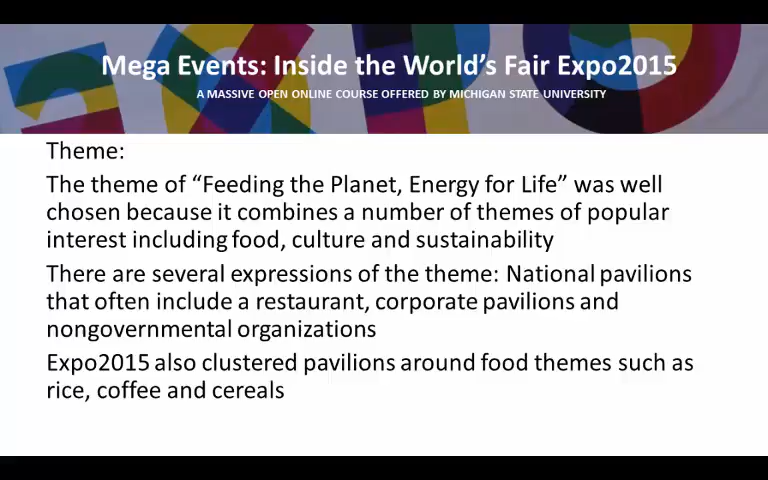 Mega Events: Inside the World's Fair Expo2015
A MASSIVE OPEN ONLINE COURSE OFFERED BY MICHIGAN STATE UNIVERSITY
Theme:
The theme of “Feeding the Planet, Energy for Life” was well
chosen because it combines a number of themes of popular
interest including food, culture and sustainability
There are several expressions of the theme: National pavilions
that often include a restaurant, corporate pavilions and
nongovernmental organizations
Expo2015 also clustered pavilions around food themes such as
rice, coffee and cereals